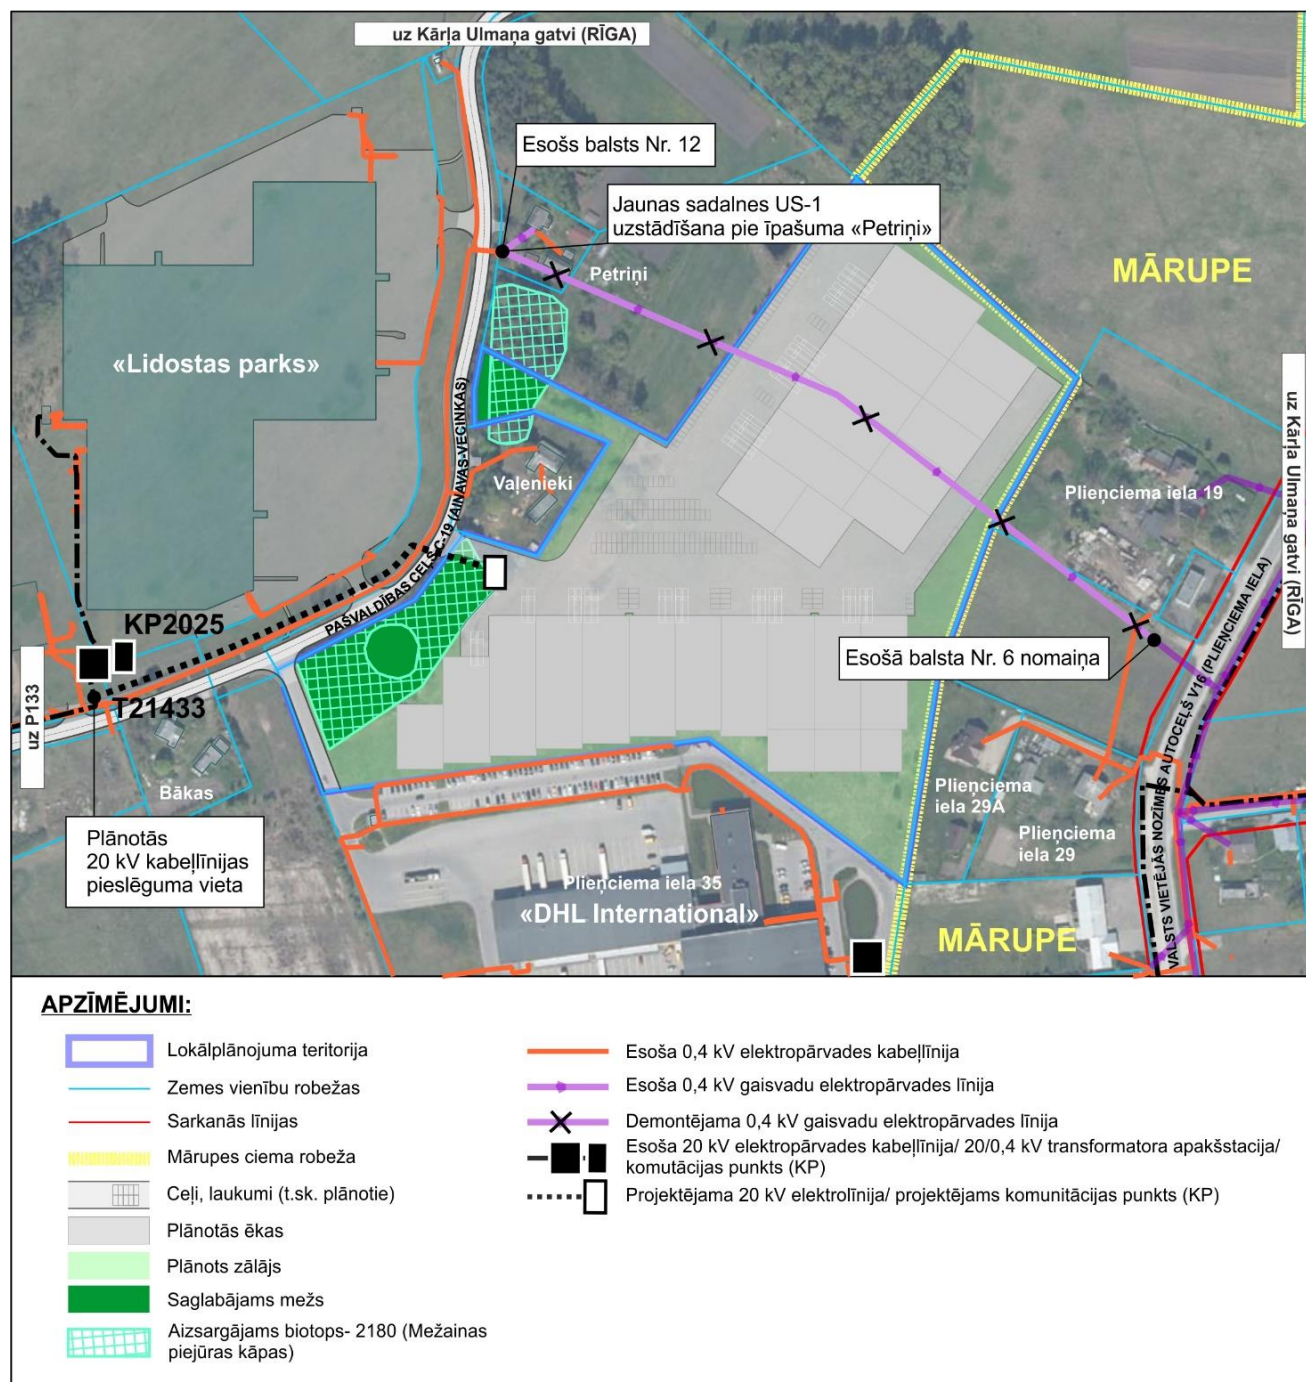 uz Kārļa Ulmaņa gatvi (RĪGA)
Esošs balsts Nr. 12
Jaunas sadalnes US-1
uzstādīšana pie īpašuma «Petriņi»
Petriņi
MĀRUPE
«Lidostas parks»
uz Kārļa Ulmaņa gatvi (RĪGA)
Vaļenieki
Plieņciema iela 19
PAŠVALDĪBAS CEĻŠ C-19 (AINAVAS-VECINKAS)
KP2025
Esošā balsta Nr. 6 nomaiņa
VALSTS VIETĒJĀS NOZĪMES AUTOCEĻŠ V16 (PLIEŅCIEMA IELA)
uz P133
T21433
Bākas
Plieņciema
iela 29A
Plieņciema
iela 29
Plānotās
20 kV kabeļlīnijas
pieslēguma vieta
Plieņciema iela 35
«DHL International»
MĀRUPE
APZĪMĒJUMI:
Lokālplānojuma teritorija
Zemes vienību robežas
Sarkanās līnijas
Mārupes ciema robeža
Ceļi, laukumi (t.sk. plānotie)
Plānotās ēkas
Plānots zālājs
Saglabājams mežs
Aizsargājams biotops- 2180 (Mežainas
piejūras kāpas)
Esoša 0,4 kV elektropārvades kabeļlīnija
Esoša 0,4 kV gaisvadu elektropārvades līnija
Demontējama 0,4 kV gaisvadu elektropārvades līnija
Esoša 20 kV elektropārvades kabeļlīnija/ 20/0,4 kV transformatora apakšstacija/
komutācijas punkts (KP)
Projektējama 20 kV elektrolīnija/ projektējams komunitācijas punkts (KP)